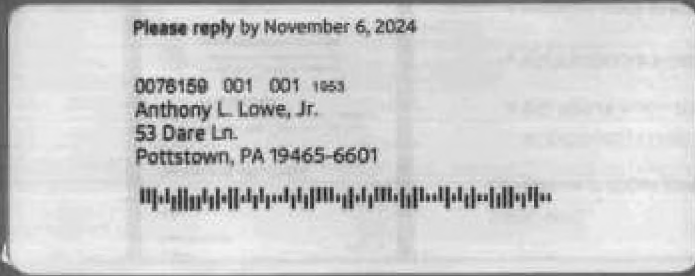 Please reply by November 6, 2024
0076159 001 001 1953
Anthony L. Lowe, Jr.
53 Dare Ln.
Pottstown, PA 19465-6601